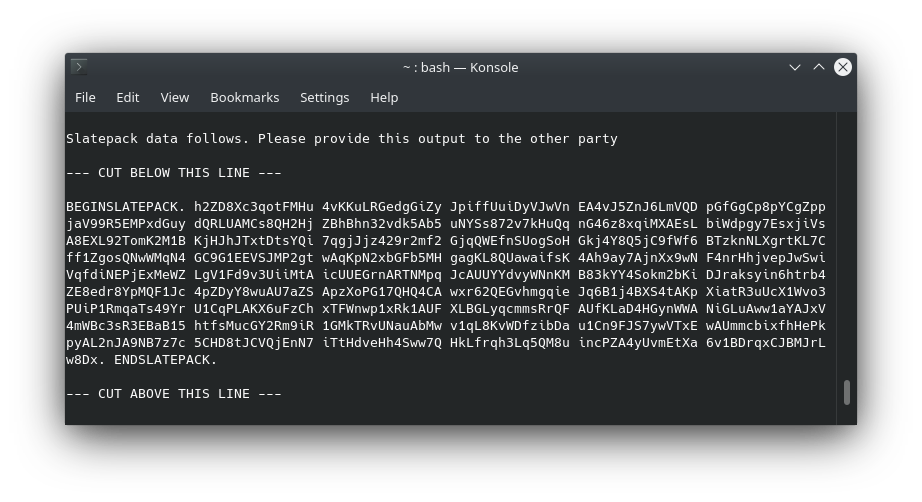 ~ : bash — Konsole
File Edit View Bookmarks Settings Help
Slatepack data follows. Please provide this output to the other party
--- CUT BELOW THIS LINE ---
BEGINSLATEPACK. h2ZD8Xc3qotFMHu 4vKKuLRGedgGiZy JpiffUuiDyVJwVn EA4vJ5ZnJ6LmVQD pGfGgCp8pYCgZpp
jaV99R5EMPxdGuy dQRLUAMCs8QH2Hj ZBhBhn32vdk5Ab5 uNYSs872v7kHuQq nG46z8xqiMXAEsL biWdpgy7EsxjiVs
A8EXL92TomK2M1B KjHJhJTxtDtsYQi 7qgjJjz429r2mf2 GjqQWEfnSUogSoH Gkj4Y8Q5jC9fWf6 BTzknNLXgrtKL7C
ff1ZgosQNwWMqN4 GC9G1EEVSJMP2gt wAqKpN2xbGFb5MH gagKL8QUawaifsK 4Ah9ay7AjnXx9wN F4nrHhjvepJwSwi
VqfdiNEPjExMeWZ LgV1Fd9v3UiiMtA icUUEGrnARTNMpq JcAUUYYdvyWNnKM B83kYY4Sokm2bKi DJraksyin6htrb4
ZE8edr8YpMQF1Jc 4pZDyY8wuAU7aZS ApzXoPG17QHQ4CA wxr62QEGvhmgqie Jq6B1j4BXS4tAKp XiatR3uUcX1Wvo3
PUiP1RmqaTs49Yr U1CqPLAKX6uFzCh xTFWnwp1xRk1AUF XLBGLyqcmmsRrQF AUfKLaD4HGynWWA NiGLuAww1aYAJxV
4mWBc3sR3EBaB15 htfsMucGY2Rm9iR 1GMkTRvUNauAbMw v1qL8KvWDfzibDa u1Cn9FJS7ywVTxE wAUmmcbixfhHePk
pyAL2nJA9NB7z7c 5CHD8tJCVQjEnN7 iTtHdveHh4Sww7Q HkLfrqh3Lq5QM8u incPZA4yUvmEtXa 6v1BDrqxCJBMJrL
w8Dx. ENDSLATEPACK.
--- CUT ABOVE THIS LINE ---